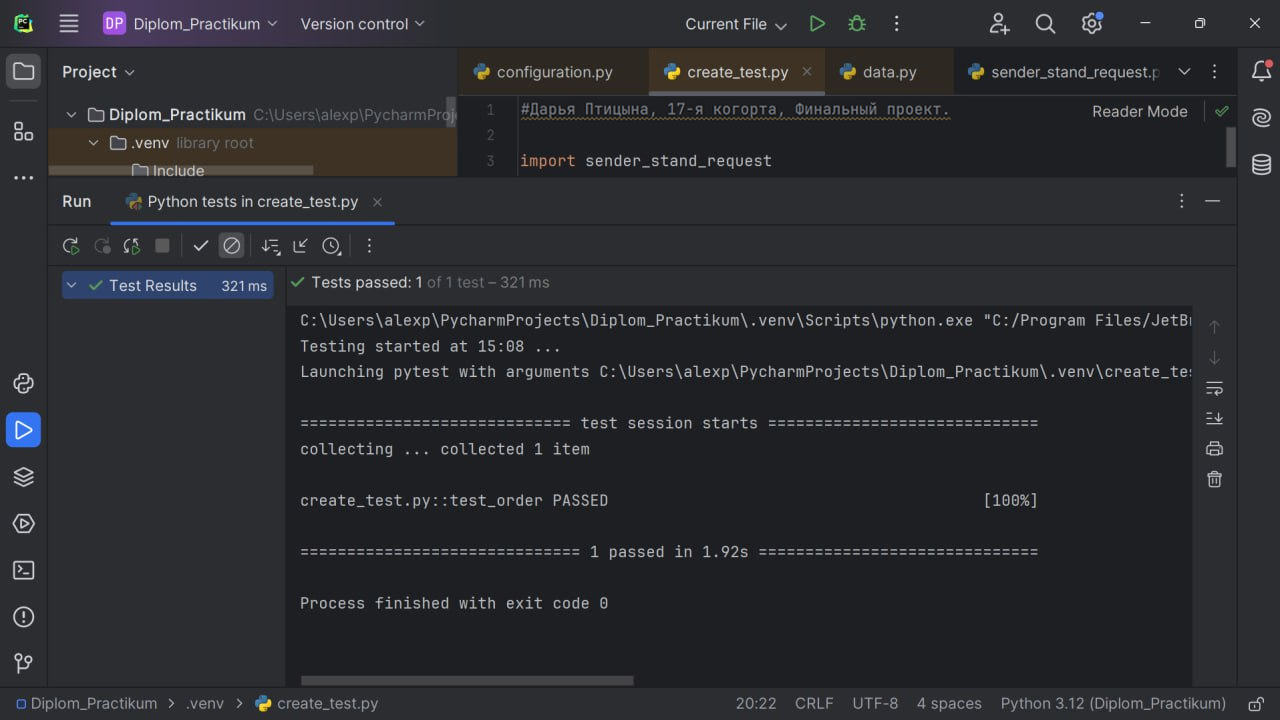 DP Diplom_Practikum Version control Current File
Project
configuration.py create_test.py data.py sender_stand_request.p
Diplom_Practikum C:\Users\alexp\PycharmProj
.venv library root
Include
1 #Дарья Птицына, 17-я когорта, Финальный проект.
Reader Mode
2
3 import sender_stand_request
Run Python tests in create_test.py
Test Results 321 ms
Tests passed: 1 of 1 test – 321 ms
C:\Users\alexp\PycharmProjects\Diplom_Practikum\.venv\Scripts\python.exe "C:/Program Files/JetBr
Testing started at 15:08 ...
Launching pytest with arguments C:\Users\alexp\PycharmProjects\Diplom_Practikum\.venv\create_tes
============================= test session starts =============================
collecting ... collected 1 item
create_test.py::test_order PASSED [100%]
============================== 1 passed in 1.92s ==============================
Process finished with exit code 0
Diplom_Practikum > .venv > create_test.py 20:22 CRLF UTF-8 4 spaces Python 3.12 (Diplom_Practikum)